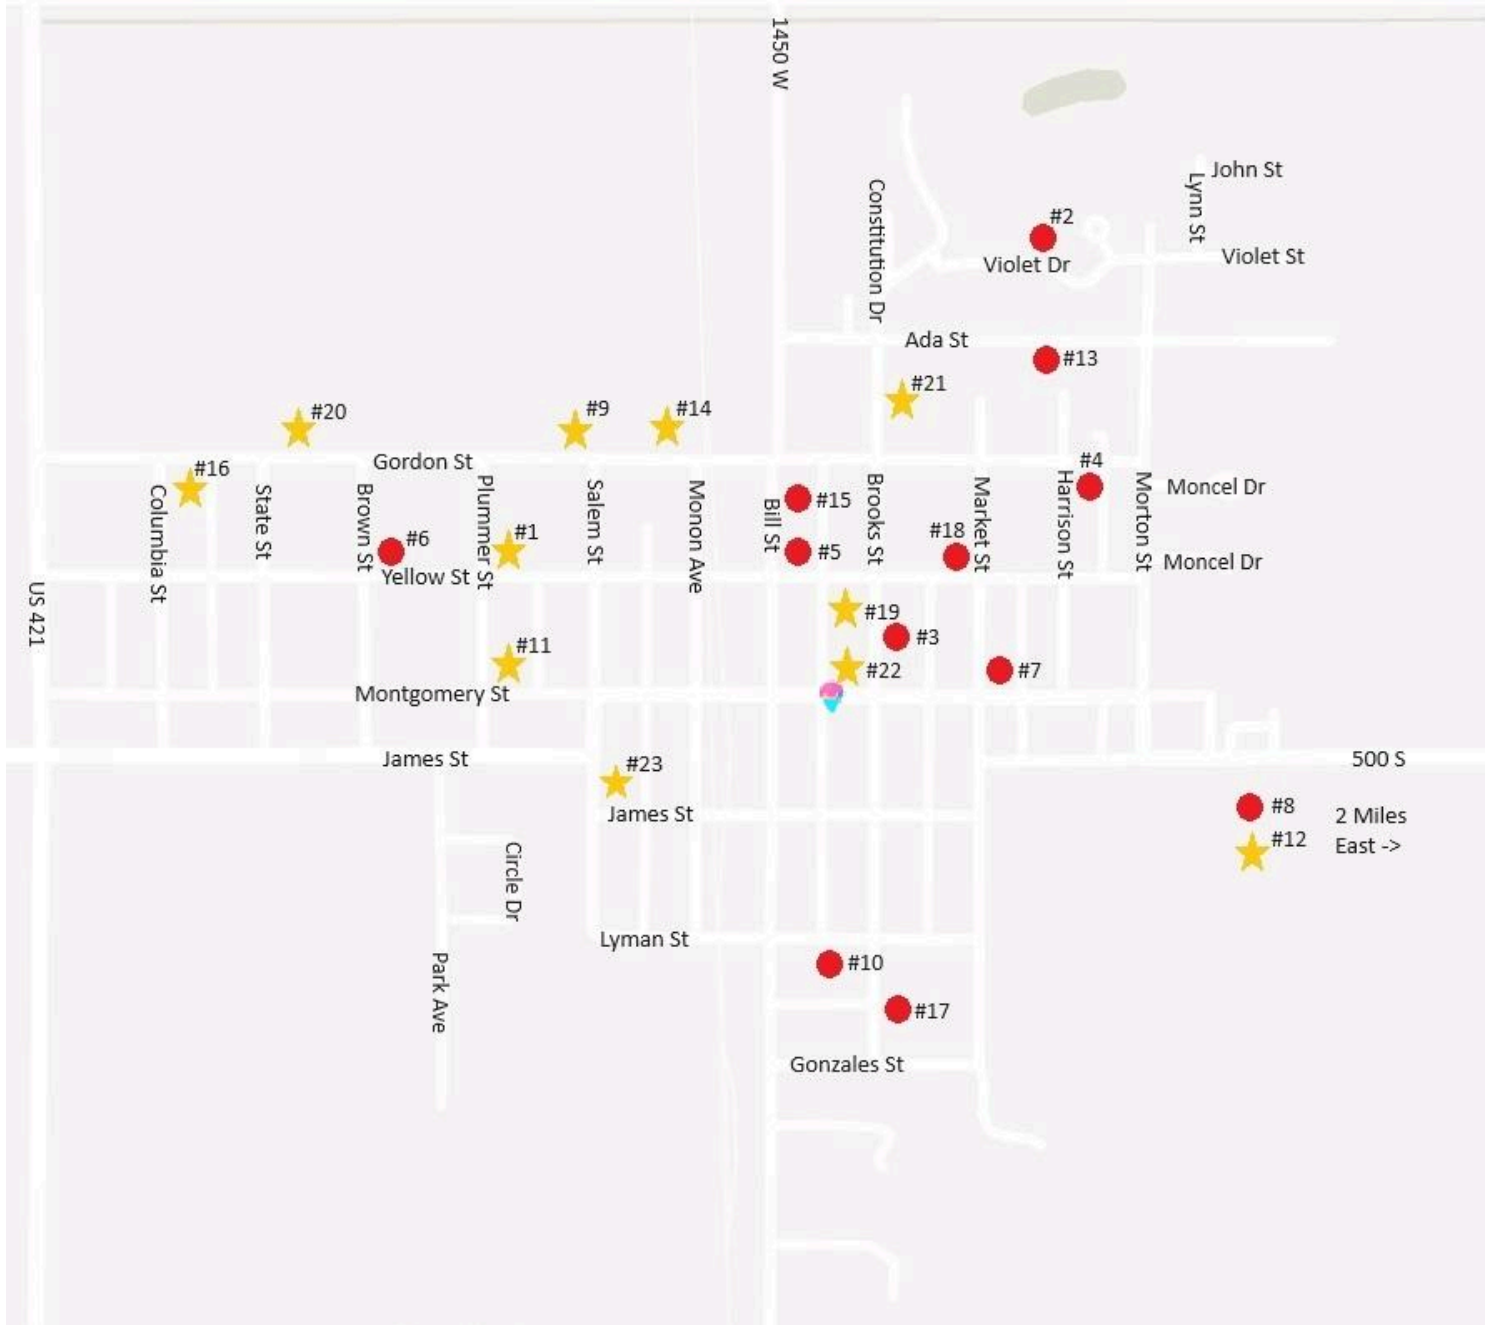 1450 W
John St
Lynn St
Constitution Dr
#2
Violet St
Violet Dr
Ada St
#13
#21
#20
#9
#14
Gordon St
#4
#16
Columbia St
State St
Brown St
Plummer St
Salem St
Monon Ave
Bill St
#15
Brooks St
Market St
Harrison St
Morton St
Moncel Dr
#6
#1
#5
#18
Moncel Dr
Yellow St
US 421
#19
#3
#11
#22
#7
Montgomery St
James St
500 S
#23
James St
#8
2 Miles
#12
East ->
Circle Dr
Lyman St
Park Ave
#10
#17
Gonzales St